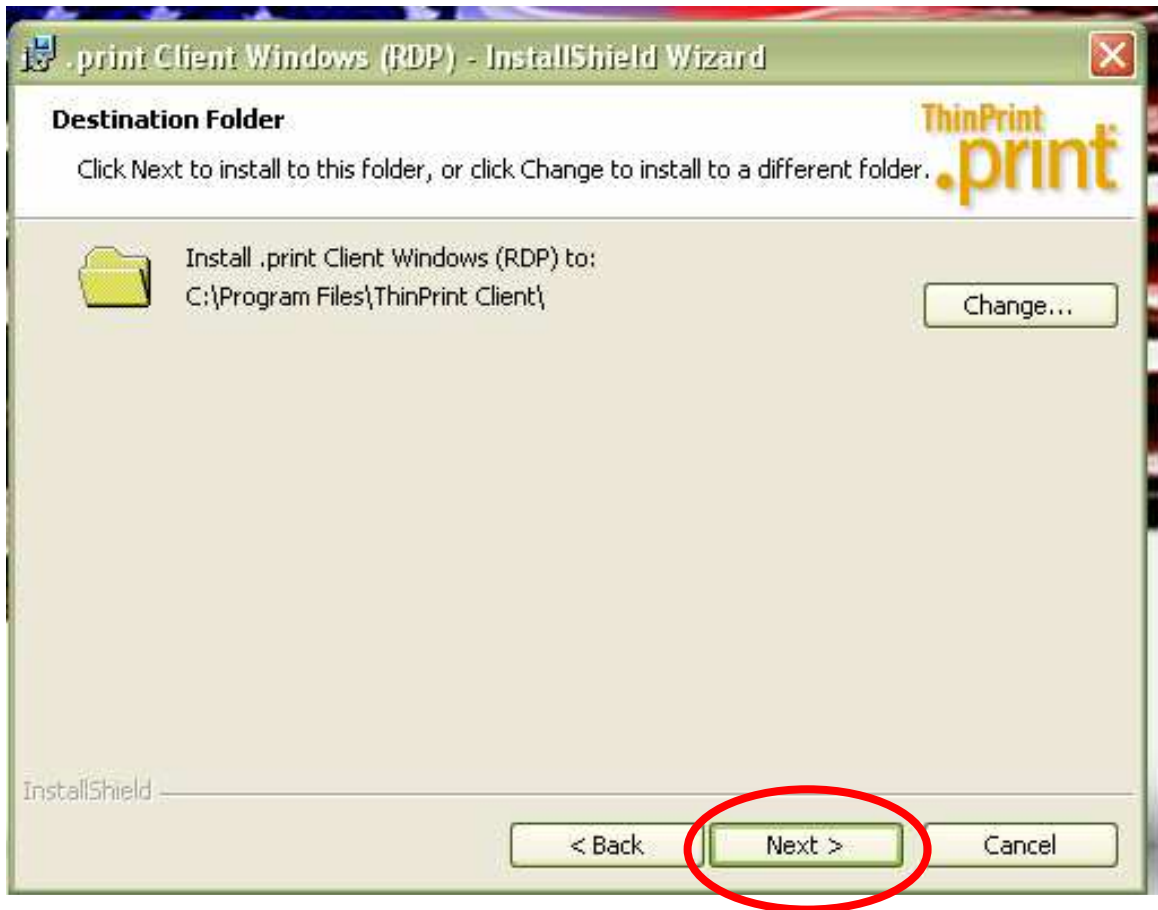 .print Client Windows (RDP) - InstallShield Wizard
Destination Folder
Click Next to install to this folder, or click Change to install to a different folder.
ThinPrint
.print
Install .print Client Windows (RDP) to:
C:\Program Files\ThinPrint Client\
Change...
InstallShield
< Back
Next >
Cancel